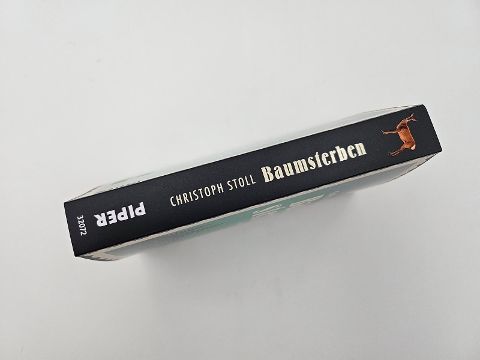 CHRISTOPH STOLL Baumsterben
PIPER
32072